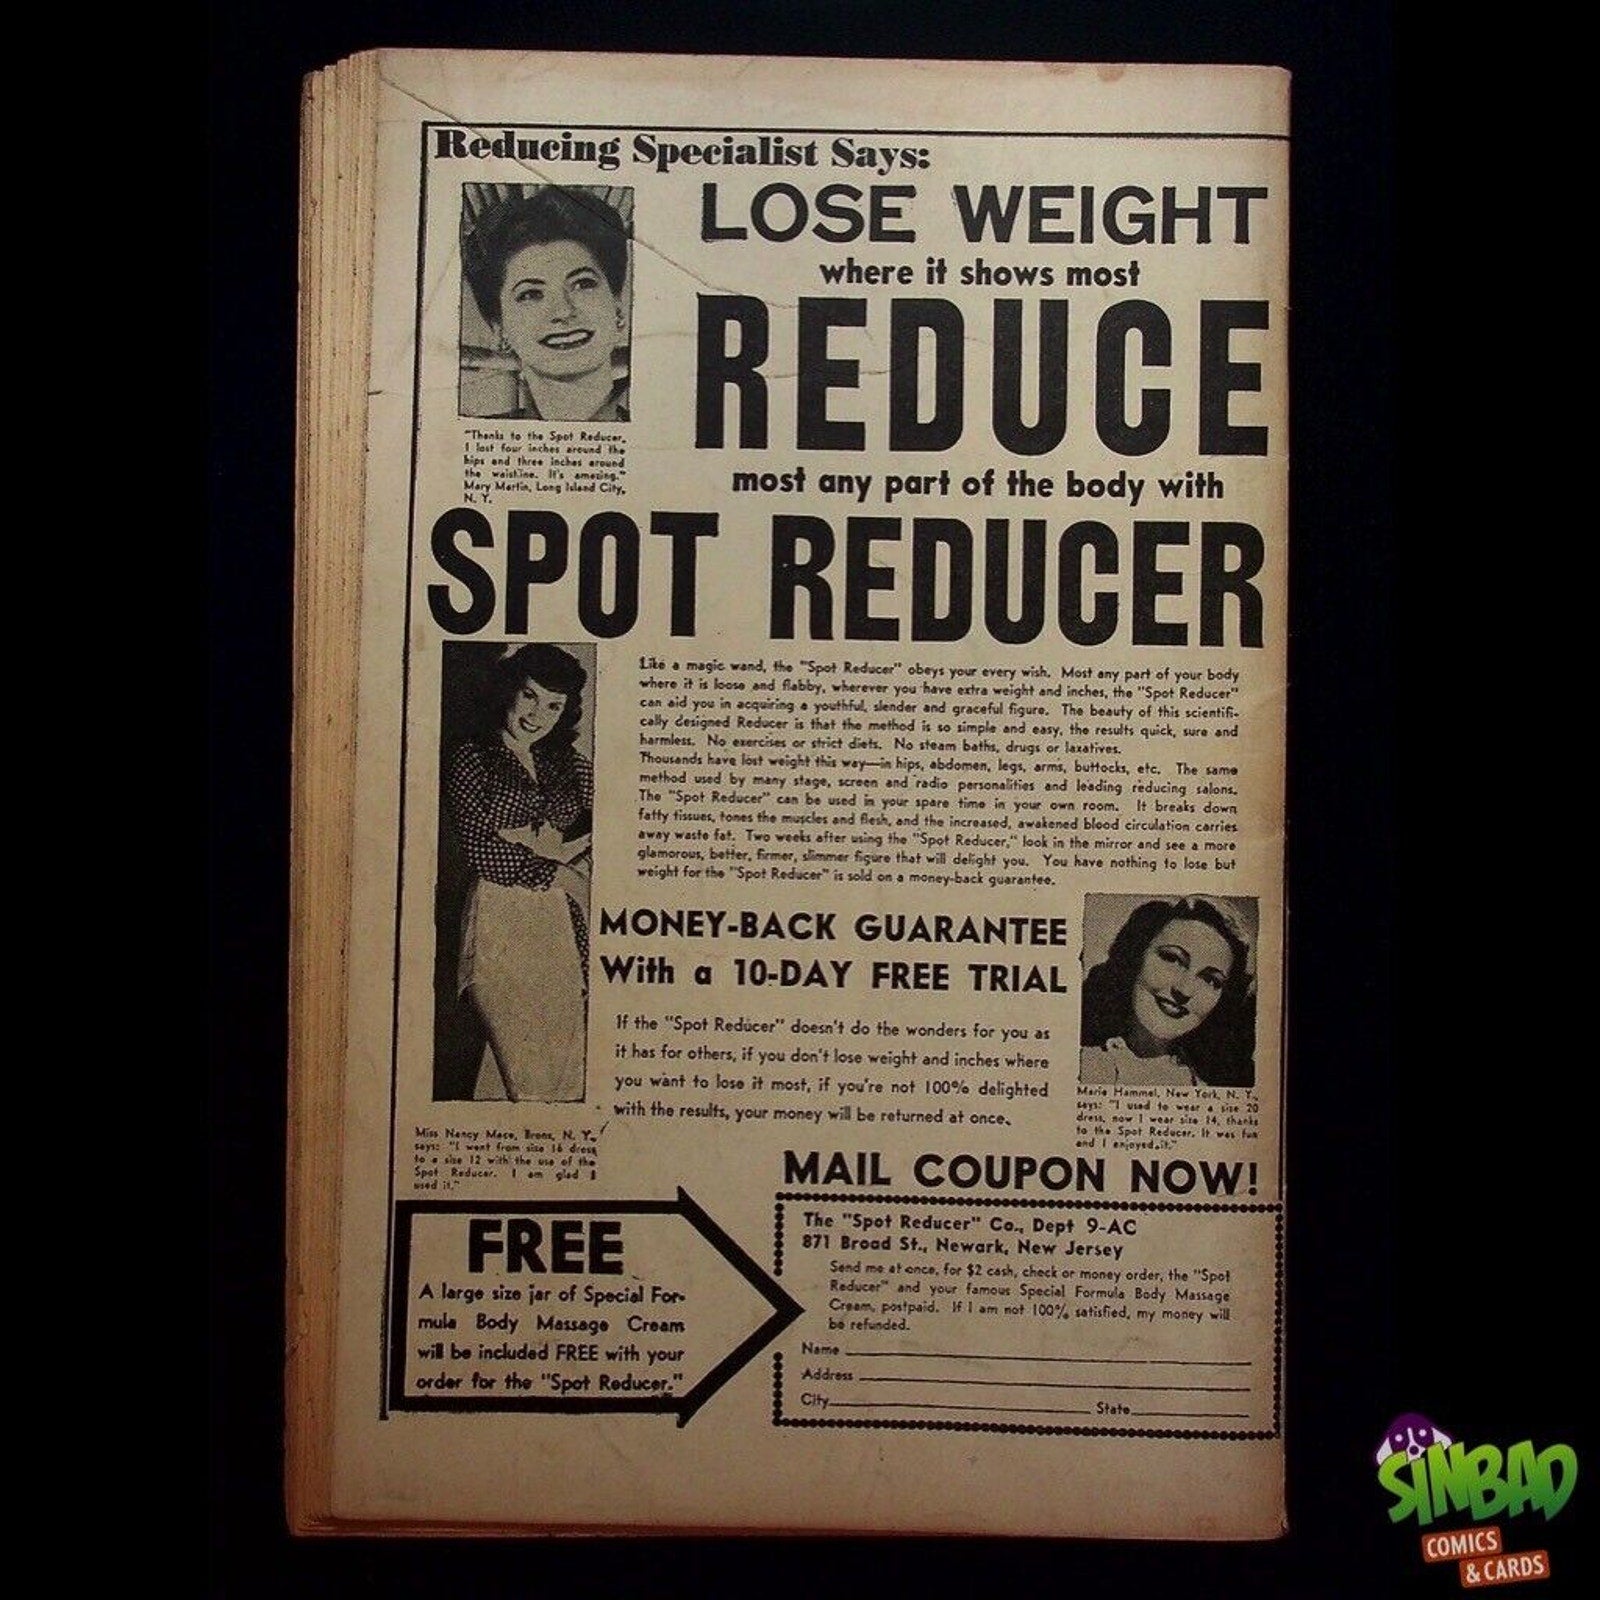 Reducing Specialist Says:
LOSE WEIGHT
where it shows most
REDUCE
most any part of the body with
SPOT REDUCER
"Thanks to the Spot Reducer,
I lost four inches around the
hips and three inches around
the waistline. It's amazing."
Mary Martin, Long Island City,
N. Y.
Like a magic wand, the "Spot Reducer" obeys your every wish. Most any part of your body
where it is loose and flabby, wherever you have extra weight and inches, the "Spot Reducer"
can aid you in acquiring a youthful, slender and graceful figure. The beauty of this scientifi-
cally designed Reducer is that the method is so simple and easy, the results quick, sure and
harmless. No exercises or strict diets. No steam baths, drugs or laxatives.
Thousands have lost weight this way—in hips, abdomen, legs, arms, buttocks, etc. The same
method used by many stage, screen and radio personalities and leading reducing salons.
The "Spot Reducer" can be used in your spare time in your own room. It breaks down
fatty tissues, tones the muscles and flesh, and the increased, awakened blood circulation carries
away waste fat. Two weeks after using the "Spot Reducer," look in the mirror and see a more
glamorous, better, firmer, slimmer figure that will delight you. You have nothing to lose but
weight for the "Spot Reducer" is sold on a money-back guarantee.
MONEY-BACK GUARANTEE
With a 10-DAY FREE TRIAL
If the "Spot Reducer" doesn't do the wonders for you as
it has for others, if you don't lose weight and inches where
you want to lose it most, if you're not 100% delighted
with the results, your money will be returned at once.
Marie Hammel, New York, N. Y.,
says: "I used to wear a size 20
dress, now I wear size 14, thanks
to the Spot Reducer. It was fun
and I enjoyed it."
Miss Nancy Mace, Bronx, N. Y.,
says: "I went from size 16 dress
to a size 12 with the use of the
Spot Reducer. I am glad I
used it."
MAIL COUPON NOW!
FREE
A large size jar of Special For-
mula Body Massage Cream
will be included FREE with your
order for the "Spot Reducer."
The "Spot Reducer" Co., Dept 9-AC
871 Broad St., Newark, New Jersey
Send me at once, for $2 cash, check or money order, the "Spot
Reducer" and your famous Special Formula Body Massage
Cream, postpaid. If I am not 100% satisfied, my money will
be refunded.
Name
Address
City State
SINBAD
COMICS
& CARDS